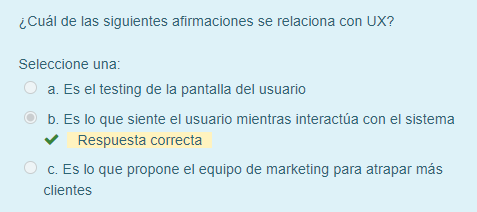 ¿Cuál de las siguientes afirmaciones se relaciona con UX?
Seleccione una:
a. Es el testing de la pantalla del usuario
b. Es lo que siente el usuario mientras interactúa con el sistema
Respuesta correcta
c. Es lo que propone el equipo de marketing para atrapar más
clientes